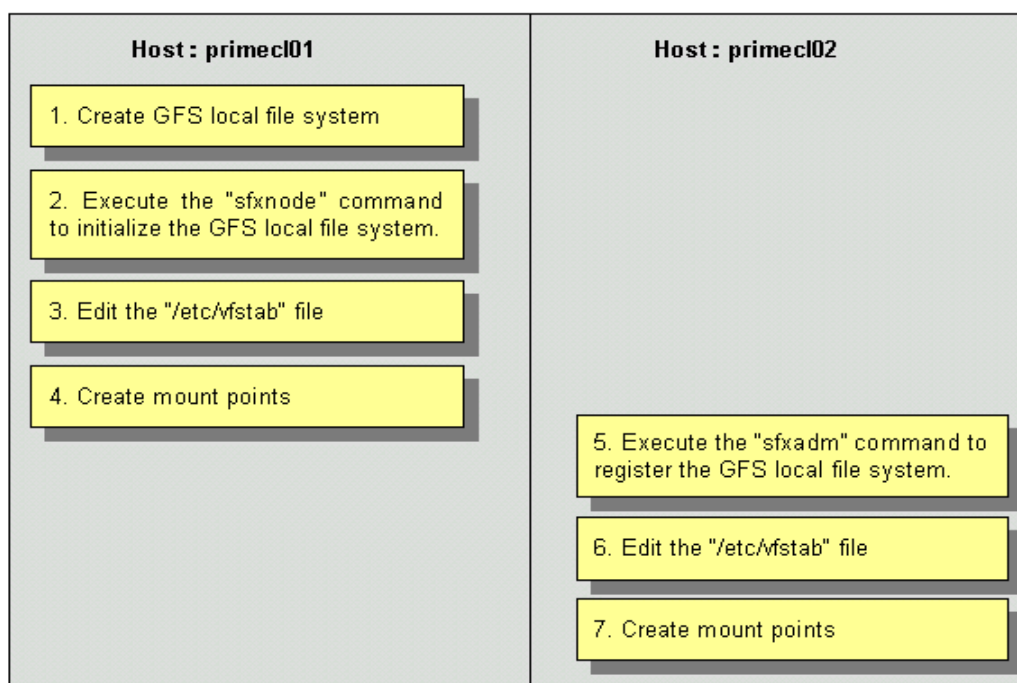 Host : primecl01
1. Create GFS local file system
2. Execute the "sfxnode" command
to initialize the GFS local file system.
3. Edit the "/etc/vfstab" file
4. Create mount points
Host : primecl02
5. Execute the "sfxadm" command to
register the GFS local file system.
6. Edit the "/etc/vfstab" file
7. Create mount points